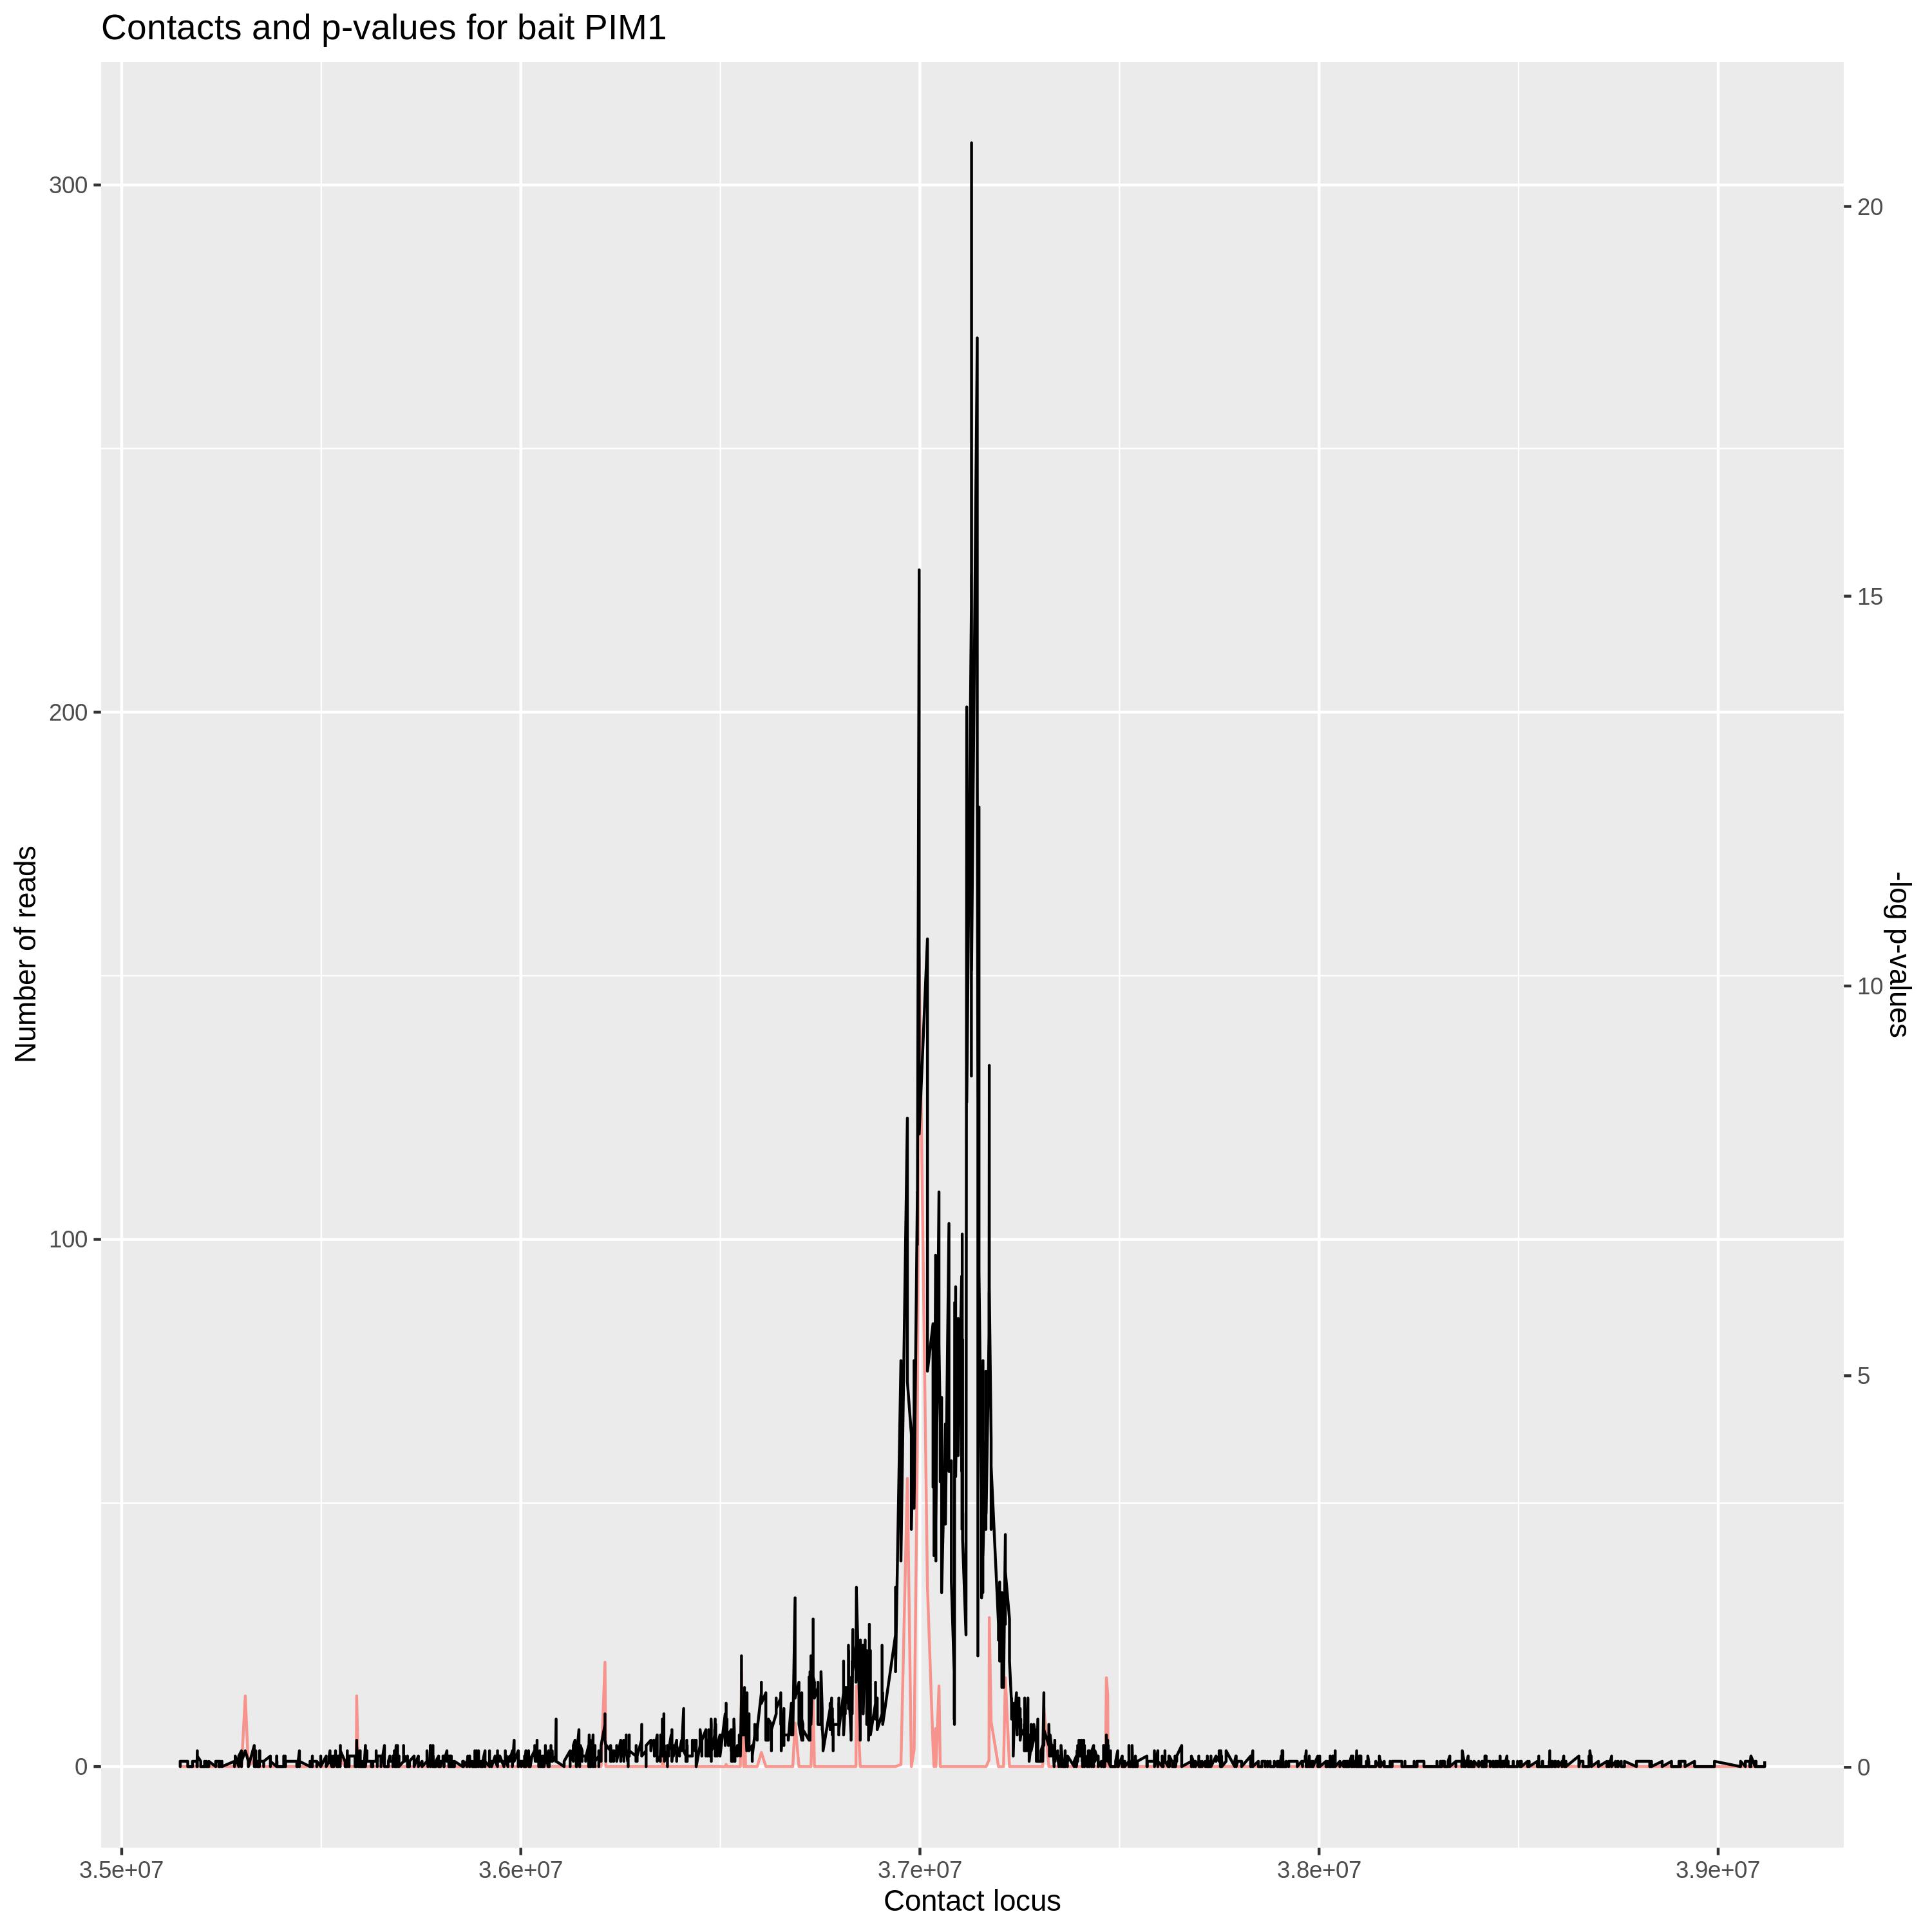 Contacts and p-values for bait PIM1
300
200
100
0
Number of reads
20
15
10
5
0
-log p-values
3.5e+07
3.6e+07
3.7e+07
3.8e+07
3.9e+07
Contact locus